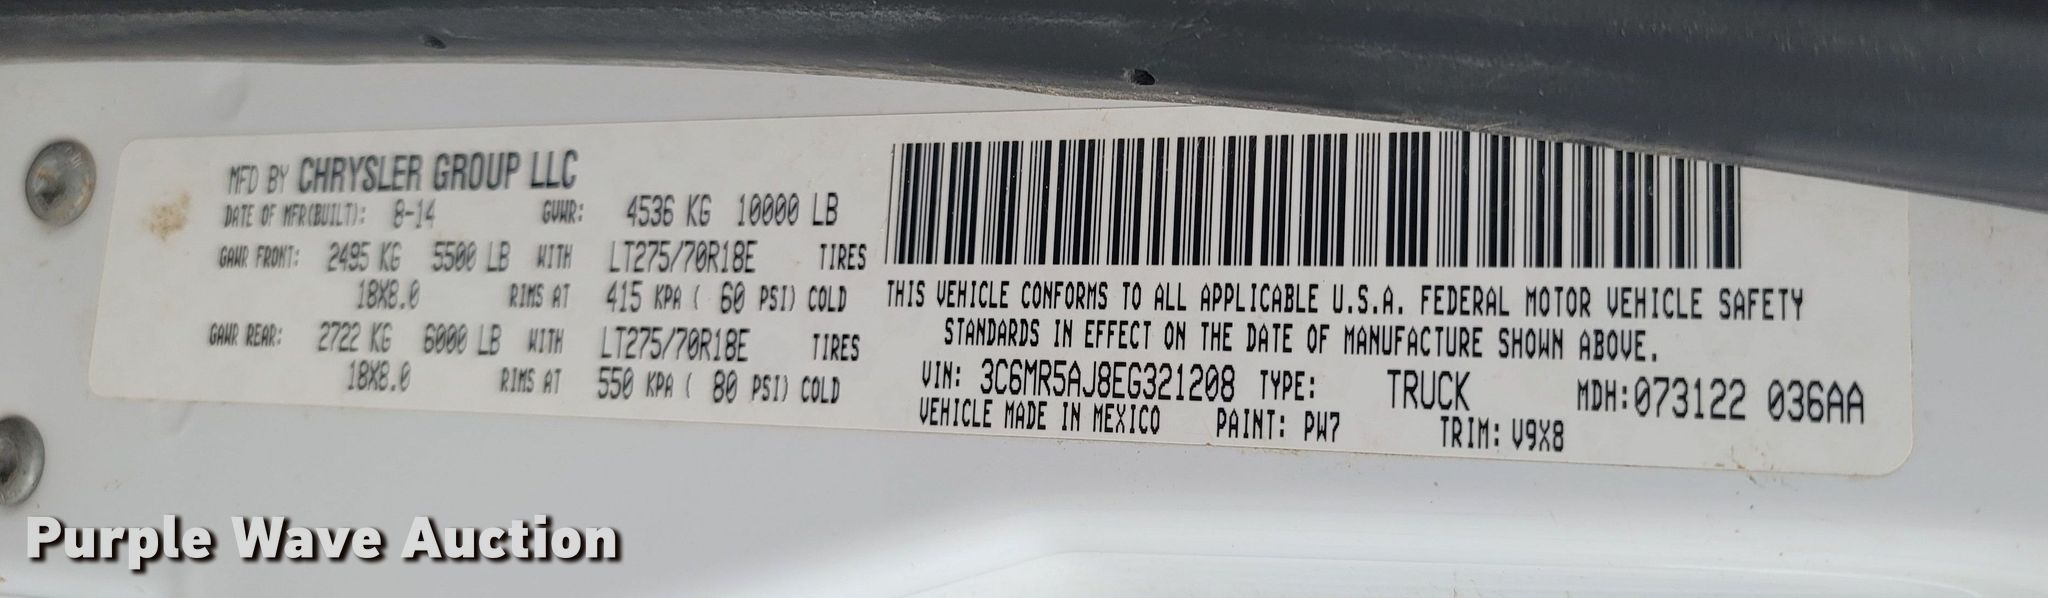 MFD BY CHRYSLER GROUP LLC
DATE OF MFR(BUILT): 8-14 GVWR: 4536 KG 10000 LB
GAWR FRONT: 2495 KG 5500 LB WITH LT275/70R18E TIRES
18X8.0 RIMS AT 415 KPA ( 60 PSI) COLD
GAWR REAR: 2722 KG 6000 LB WITH LT275/70R18E TIRES
18X8.0 RIMS AT 550 KPA ( 80 PSI) COLD
THIS VEHICLE CONFORMS TO ALL APPLICABLE U.S.A. FEDERAL MOTOR VEHICLE SAFETY
STANDARDS IN EFFECT ON THE DATE OF MANUFACTURE SHOWN ABOVE.
VIN: 3C6MR5AJ8EG321208 TYPE: TRUCK MDH:073122 036AA
VEHICLE MADE IN MEXICO PAINT: PW7 TRIM: V9X8
Purple Wave Auction